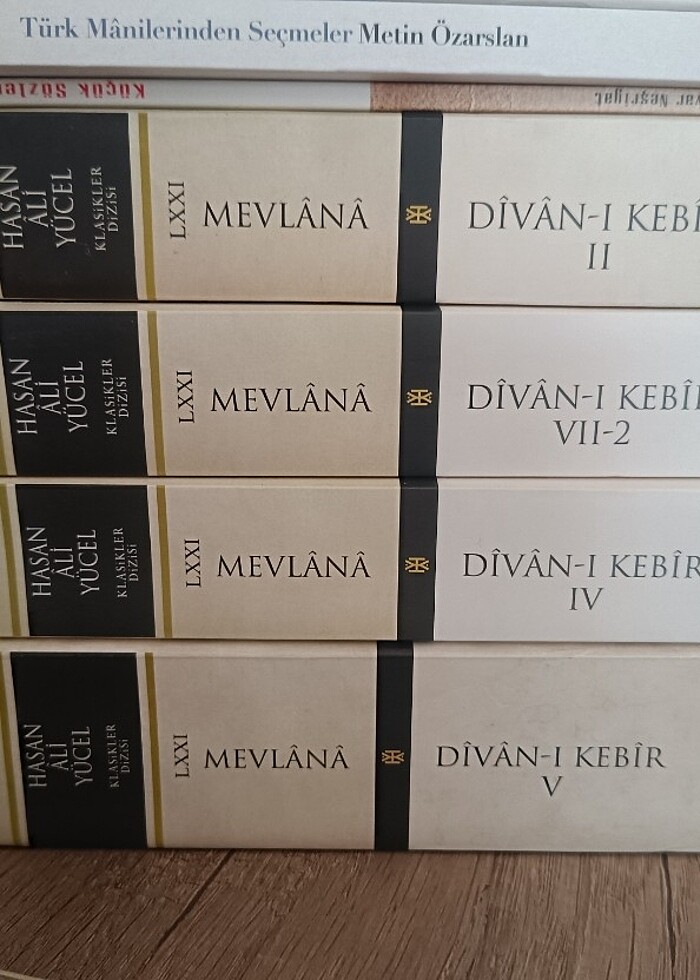 Türk Mânilerinden Seçmeler Metin Özarslan
Küçük Sözler
Neşriyat
HASAN
ÂLİ
YÜCEL
KLASİKLER
DİZİSİ
LXXI
MEVLÂNÂ
DÎVÂN-I KEBÎ
II
HASAN
ÂLİ
YÜCEL
KLASİKLER
DİZİSİ
LXXI
MEVLÂNÂ
DÎVÂN-I KEBÎ
VII-2
HASAN
ÂLİ
YÜCEL
KLASİKLER
DİZİSİ
LXXI
MEVLÂNÂ
DÎVÂN-I KEBÎR
IV
HASAN
ÂLİ
YÜCEL
KLASİKLER
DİZİSİ
LXXI
MEVLÂNÂ
DÎVÂN-I KEBÎR
V